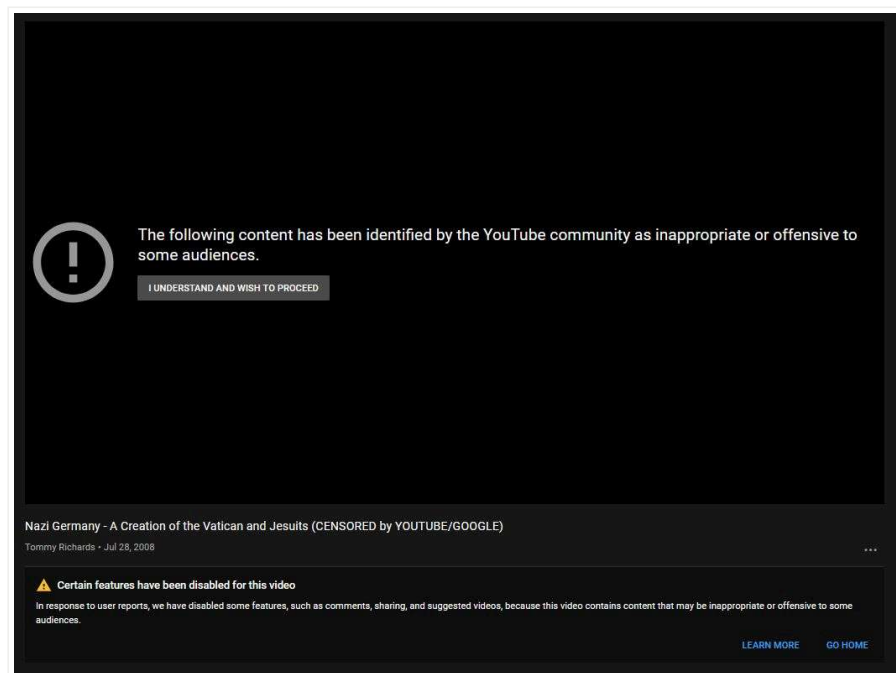 The following content has been identified by the YouTube community as inappropriate or offensive to
some audiences.
I UNDERSTAND AND WISH TO PROCEED
Nazi Germany - A Creation of the Vatican and Jesuits (CENSORED by YOUTUBE/GOOGLE)
Tommy Richards • Jul 28, 2008
Certain features have been disabled for this video
In response to user reports, we have disabled some features, such as comments, sharing, and suggested videos, because this video contains content that may be inappropriate or offensive to some
audiences.
LEARN MORE GO HOME